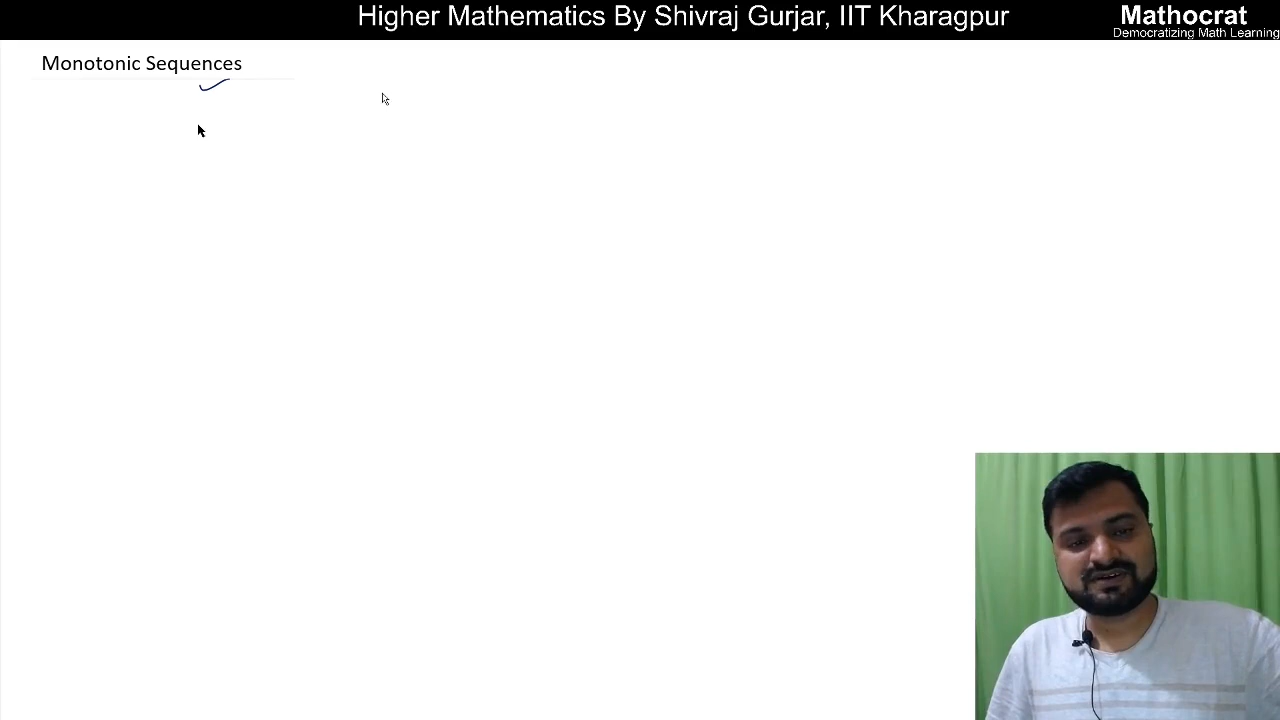 Higher Mathematics By Shivraj Gurjar, IIT Kharagpur
Mathocrat
Democratizing Math Learning
Monotonic Sequences